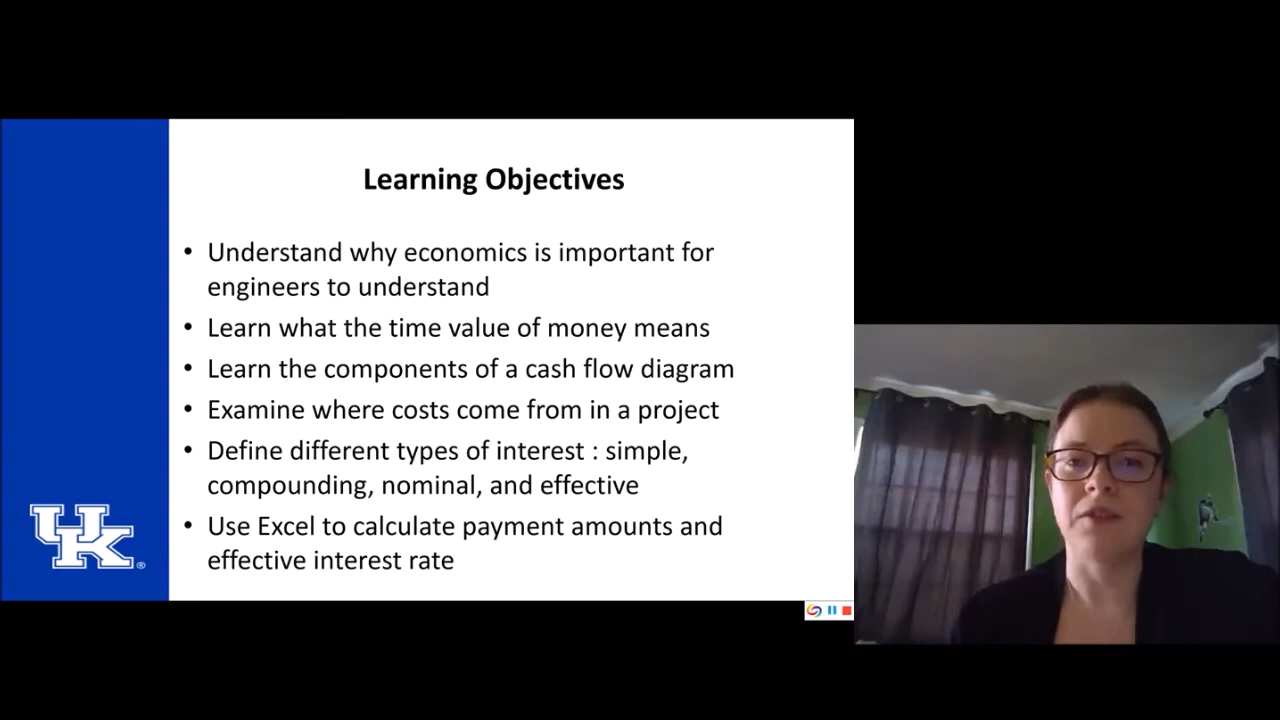 Learning Objectives
• Understand why economics is important for
engineers to understand
• Learn what the time value of money means
• Learn the components of a cash flow diagram
• Examine where costs come from in a project
• Define different types of interest : simple,
compounding, nominal, and effective
• Use Excel to calculate payment amounts and
effective interest rate
UK®